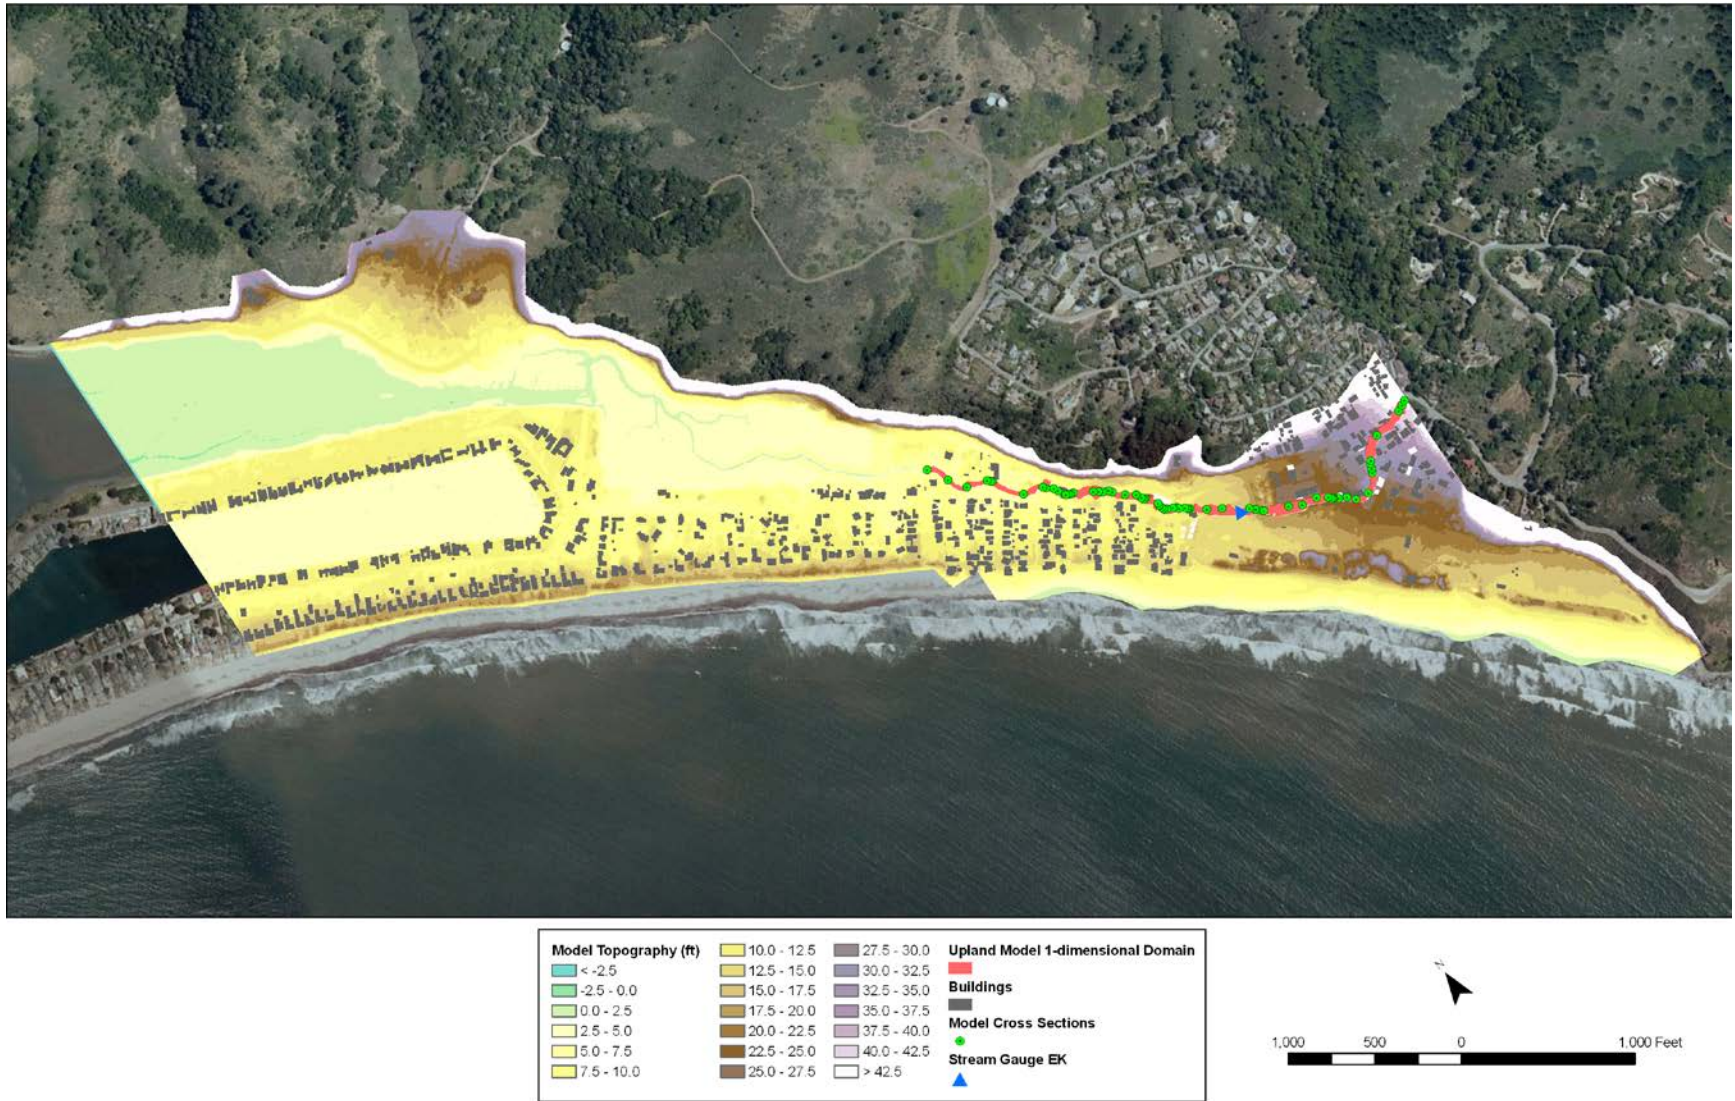 Model Topography (ft)
< -2.5
-2.5 - 0.0
0.0 - 2.5
2.5 - 5.0
5.0 - 7.5
7.5 - 10.0
10.0 - 12.5
12.5 - 15.0
15.0 - 17.5
17.5 - 20.0
20.0 - 22.5
22.5 - 25.0
25.0 - 27.5
27.5 - 30.0
30.0 - 32.5
32.5 - 35.0
35.0 - 37.5
37.5 - 40.0
40.0 - 42.5
> 42.5
Upland Model 1-dimensional Domain
Buildings
Model Cross Sections
Stream Gauge EK
N
1,000 500 0 1,000 Feet